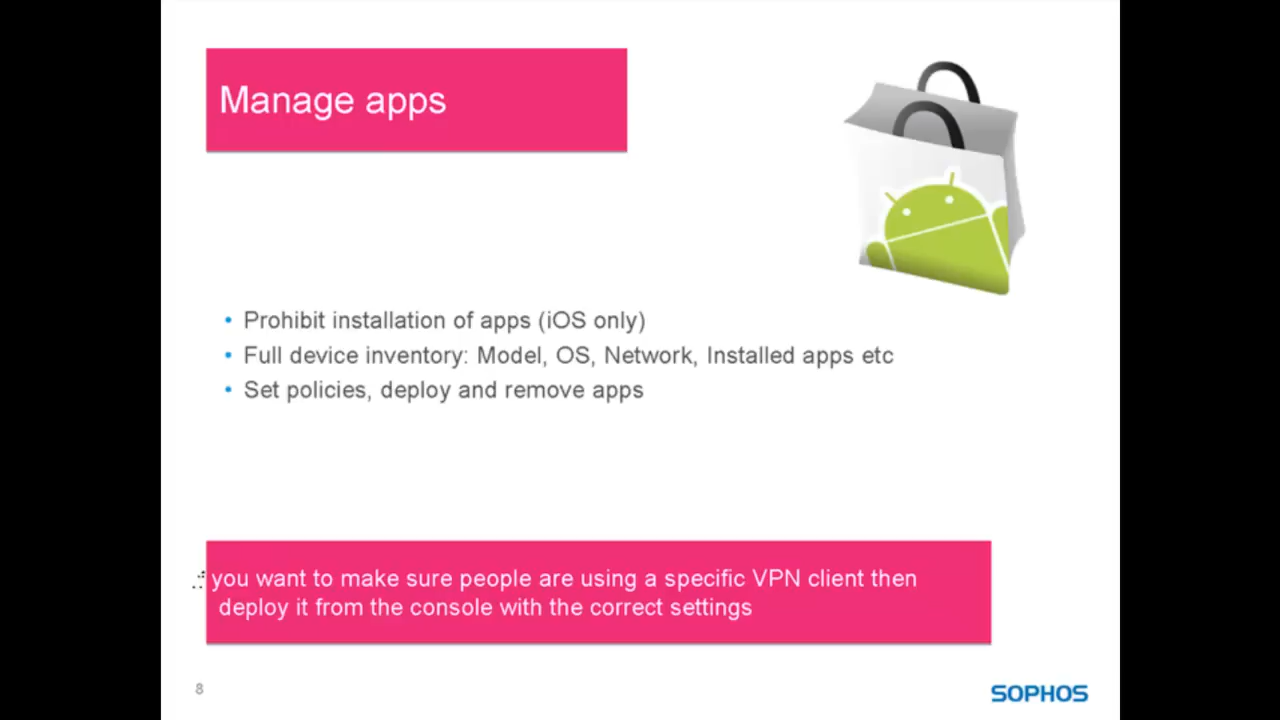 Manage apps
• Prohibit installation of apps (iOS only)
• Full device inventory: Model, OS, Network, Installed apps etc
• Set policies, deploy and remove apps
you want to make sure people are using a specific VPN client then
deploy it from the console with the correct settings
8
SOPHOS